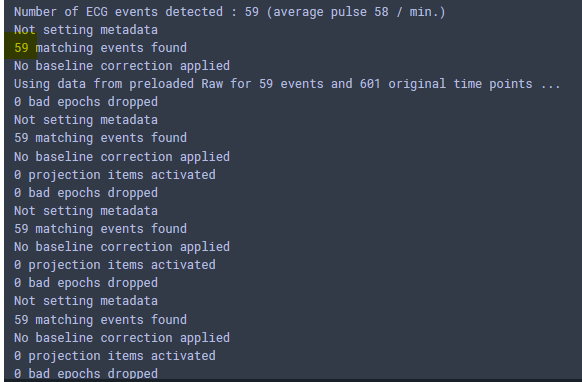 Number of ECG events detected : 59 (average pulse 58 / min.)
Not setting metadata
59 matching events found
No baseline correction applied
Using data from preloaded Raw for 59 events and 601 original time points ...
0 bad epochs dropped
Not setting metadata
59 matching events found
No baseline correction applied
0 projection items activated
0 bad epochs dropped
Not setting metadata
59 matching events found
No baseline correction applied
0 projection items activated
0 bad epochs dropped
Not setting metadata
59 matching events found
No baseline correction applied
0 projection items activated
0 bad epochs dropped